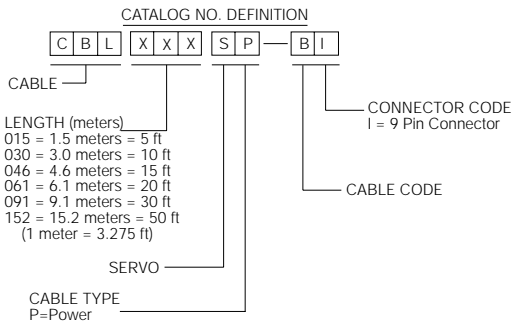 CATALOG NO. DEFINITION
C B L X X X S P — B I
CABLE
CONNECTOR CODE
I = 9 Pin Connector
LENGTH (meters)
015 = 1.5 meters = 5 ft
030 = 3.0 meters = 10 ft
046 = 4.6 meters = 15 ft
061 = 6.1 meters = 20 ft
091 = 9.1 meters = 30 ft
152 = 15.2 meters = 50 ft
(1 meter = 3.275 ft)
CABLE CODE
SERVO
CABLE TYPE
P=Power